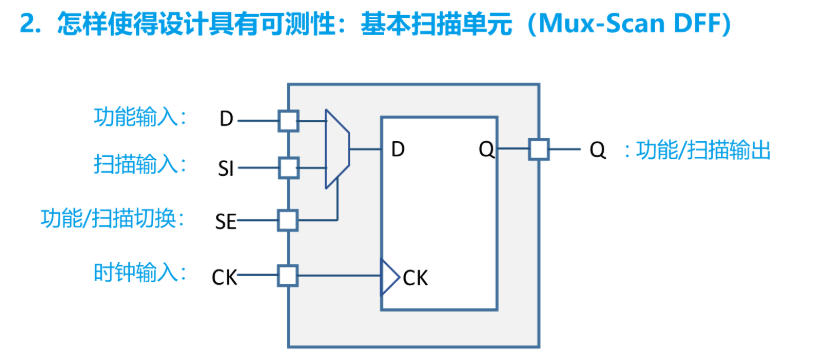 2. 怎样使得设计具有可测性：基本扫描单元（Mux-Scan DFF）
功能输入： D
D Q
Q ：功能/扫描输出
扫描输入： SI
功能/扫描切换： SE
时钟输入： CK
CK